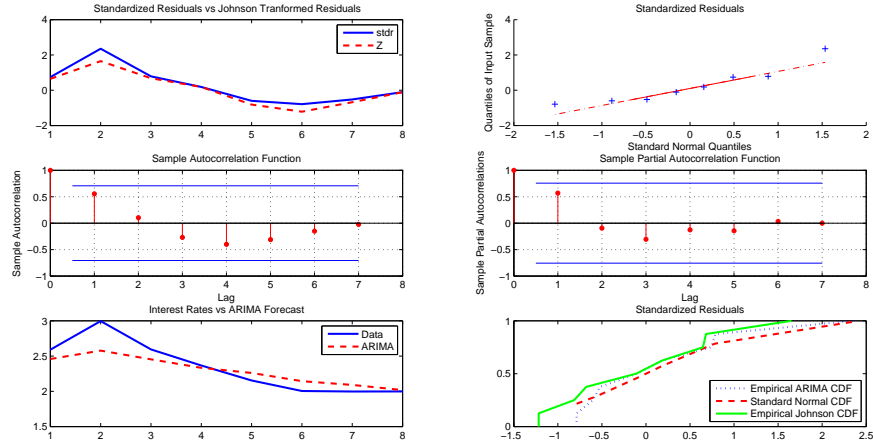 Standardized Residuals vs Johnson Tranformed Residuals
4
2
0
−2
1 2 3 4 5 6 7 8
stdr
Z
Standardized Residuals
Quantiles of Input Sample
4
2
0
−2
−2 −1.5 −1 −0.5 0 0.5 1 1.5 2
Standard Normal Quantiles
Sample Autocorrelation Function
Sample Autocorrelation
1
0.5
0
−0.5
−1
0 1 2 3 4 5 6 7 8
Lag
Sample Partial Autocorrelation Function
Sample Partial Autocorrelations
1
0.5
0
−0.5
−1
0 1 2 3 4 5 6 7 8
Lag
Interest Rates vs ARIMA Forecast
3
2.5
2
1.5
1 2 3 4 5 6 7 8
Data
ARIMA
Standardized Residuals
1
0.5
0
−1.5 −1 −0.5 0 0.5 1 1.5 2 2.5
Empirical ARIMA CDF
Standard Normal CDF
Empirical Johnson CDF